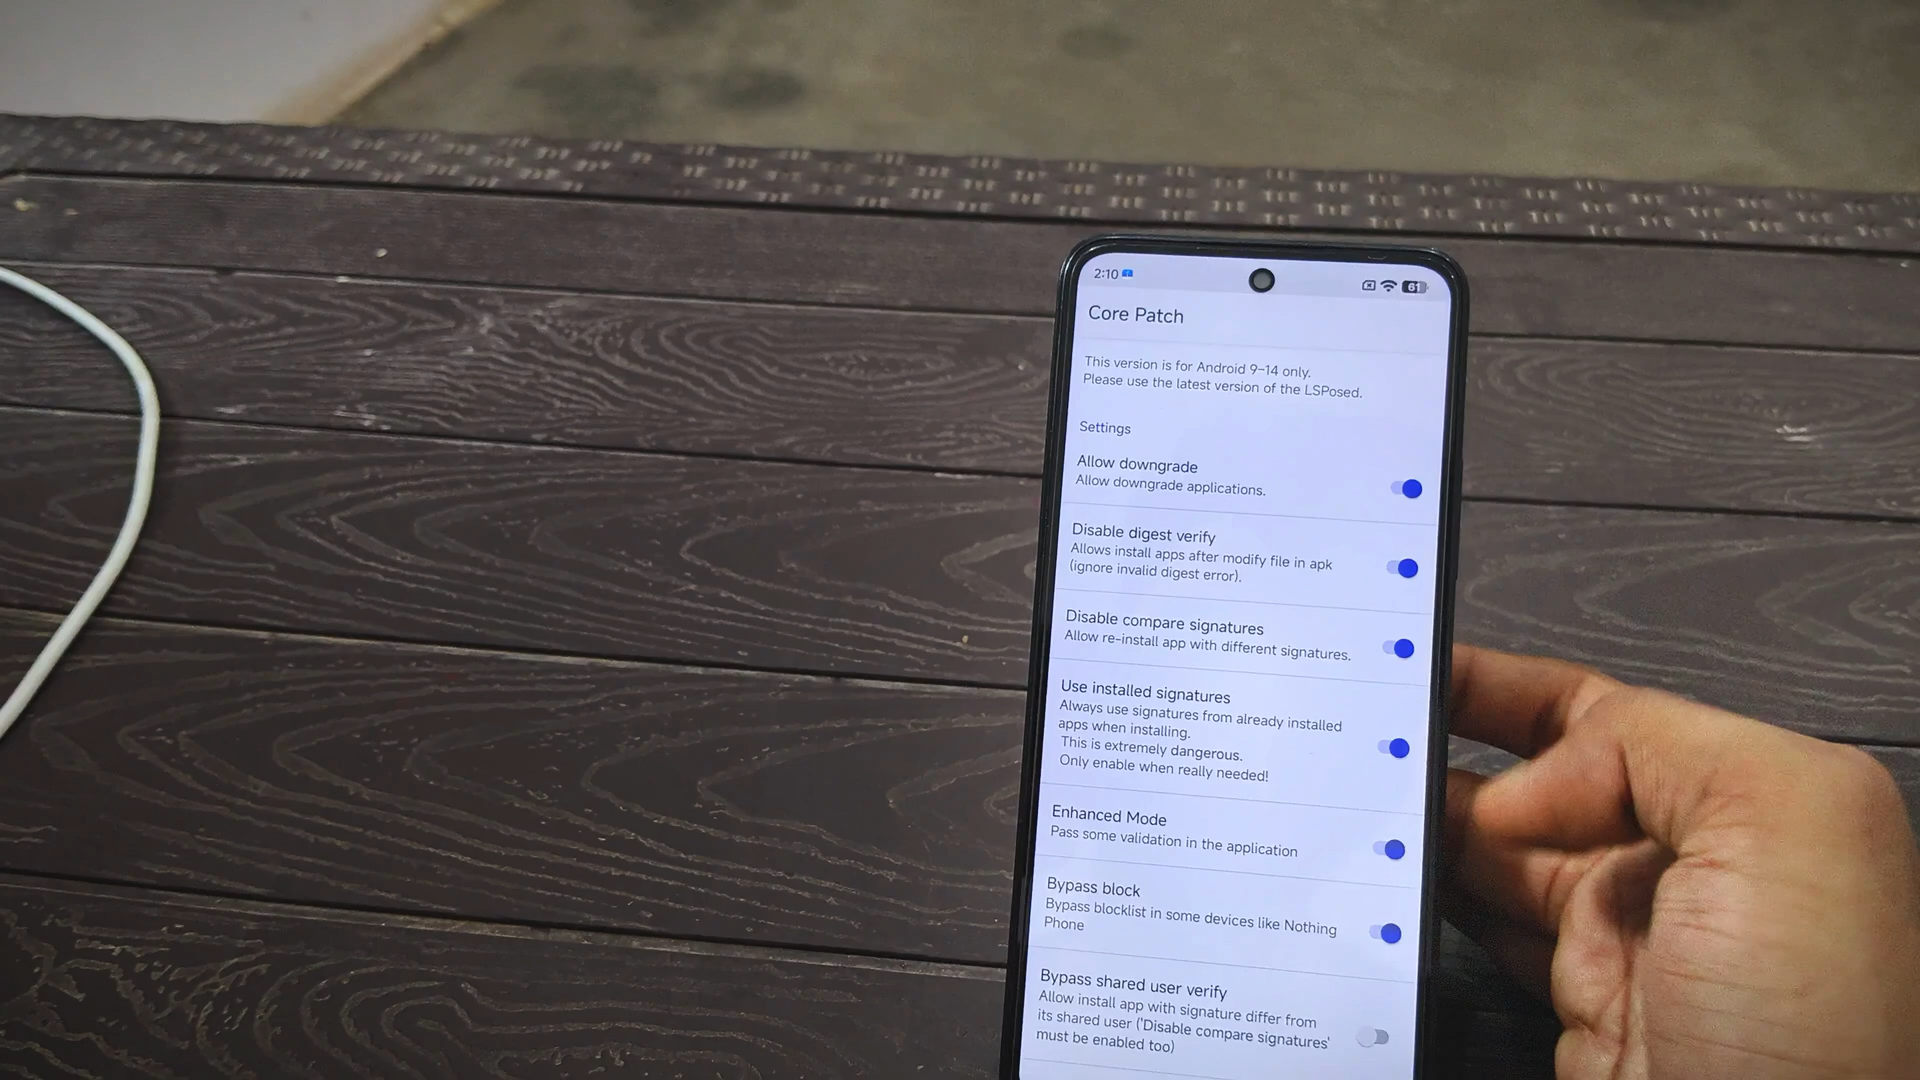 2:10
61
Core Patch
This version is for Android 9-14 only.
Please use the latest version of the LSPosed.
Settings
Allow downgrade
Allow downgrade applications.
Disable digest verify
Allows install apps after modify file in apk
(ignore invalid digest error).
Disable compare signatures
Allow re-install app with different signatures.
Use installed signatures
Always use signatures from already installed
apps when installing.
This is extremely dangerous.
Only enable when really needed!
Enhanced Mode
Pass some validation in the application
Bypass block
Bypass blocklist in some devices like Nothing
Phone
Bypass shared user verify
Allow install app with signature differ from
its shared user ('Disable compare signatures'
must be enabled too)